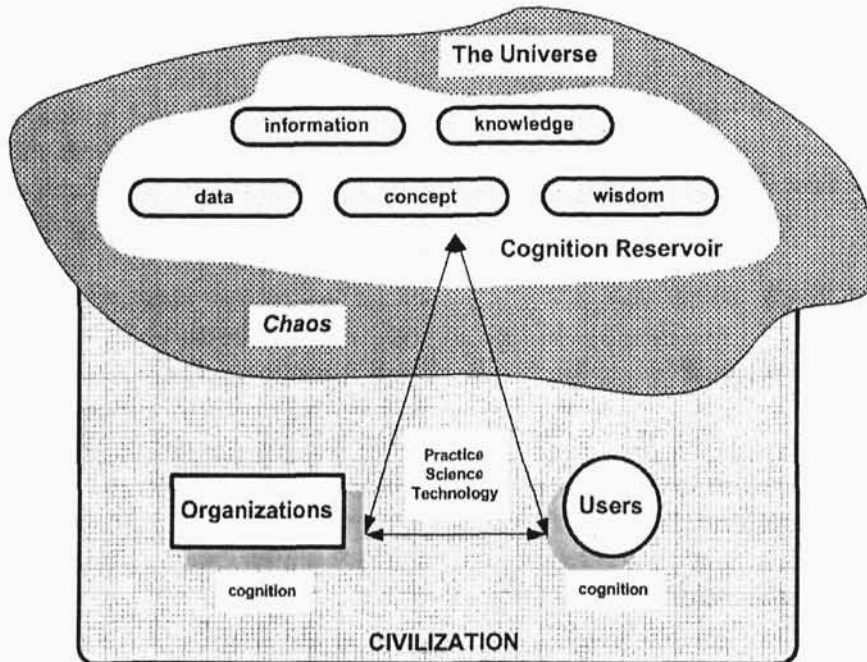 The Universe
information
knowledge
data
concept
wisdom
Cognition Reservoir
Chaos
Practice
Science
Technology
Organizations
Users
cognition
cognition
CIVILIZATION